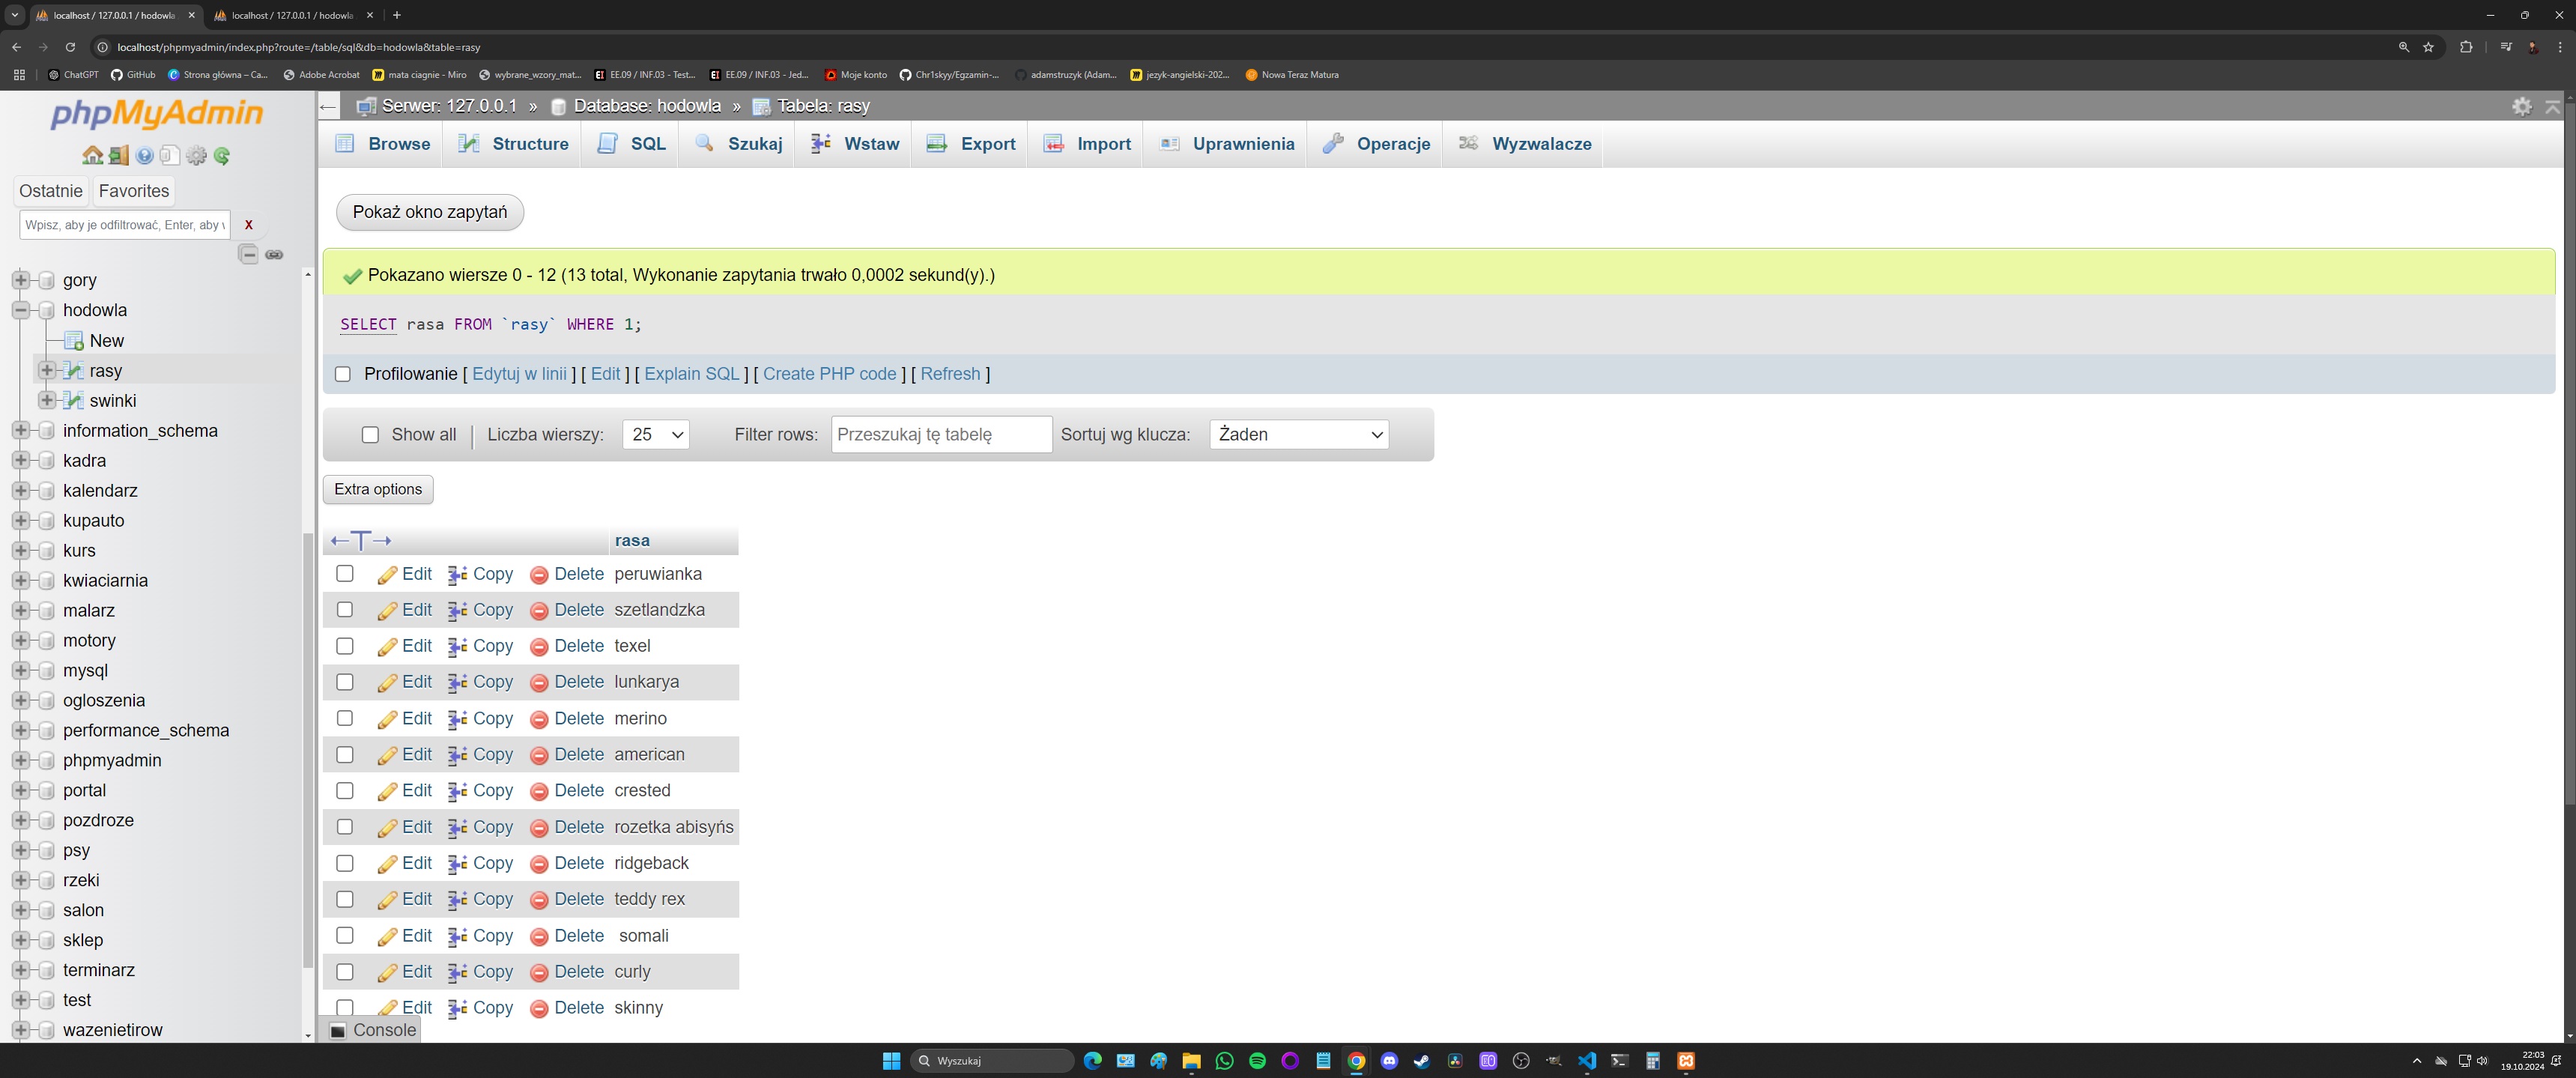 localhost / 127.0.0.1 / hodowla
localhost / 127.0.0.1 / hodowla
localhost/phpmyadmin/index.php?route=/table/sql&db=hodowla&table=rasy
ChatGPT GitHub Strona główna – Ca... Adobe Acrobat mata ciagnie - Miro wybrane_wzory_mat... EE.09 / INF.03 - Test... EE.09 / INF.03 - Jed... Moje konto Chr1skyy/Egzamin-... adamstruzyk (Adam... jezyk-angielski-202... Nowa Teraz Matura
phpMyAdmin
Ostatnie Favorites
Wpisz, aby je odfiltrować, Enter, aby
X
gory
hodowla
New
rasy
swinki
information_schema
kadra
kalendarz
kupauto
kurs
kwiaciarnia
malarz
motory
mysql
ogloszenia
performance_schema
phpmyadmin
portal
pozdroze
psy
rzeki
salon
sklep
terminarz
test
wazenietirow
Serwer: 127.0.0.1 » Database: hodowla » Tabela: rasy
Browse Structure SQL Szukaj Wstaw Export Import Uprawnienia Operacje Wyzwalacze
Pokaż okno zapytań
Pokazano wiersze 0 - 12 (13 total, Wykonanie zapytania trwało 0,0002 sekund(y).)
SELECT rasa FROM `rasy` WHERE 1;
Profilowanie [ Edytuj w linii ] [ Edit ] [ Explain SQL ] [ Create PHP code ] [ Refresh ]
Show all | Liczba wierszy: 25 Filter rows: Przeszukaj tę tabelę Sortuj wg klucza: Żaden
Extra options
←T→ rasa
Edit Copy Delete peruwianka
Edit Copy Delete szetlandzka
Edit Copy Delete texel
Edit Copy Delete lunkarya
Edit Copy Delete merino
Edit Copy Delete american
Edit Copy Delete crested
Edit Copy Delete rozetka abisyńs
Edit Copy Delete ridgeback
Edit Copy Delete teddy rex
Edit Copy Delete somali
Edit Copy Delete curly
Edit Copy Delete skinny
Console
Wyszukaj
22:03
19.10.2024